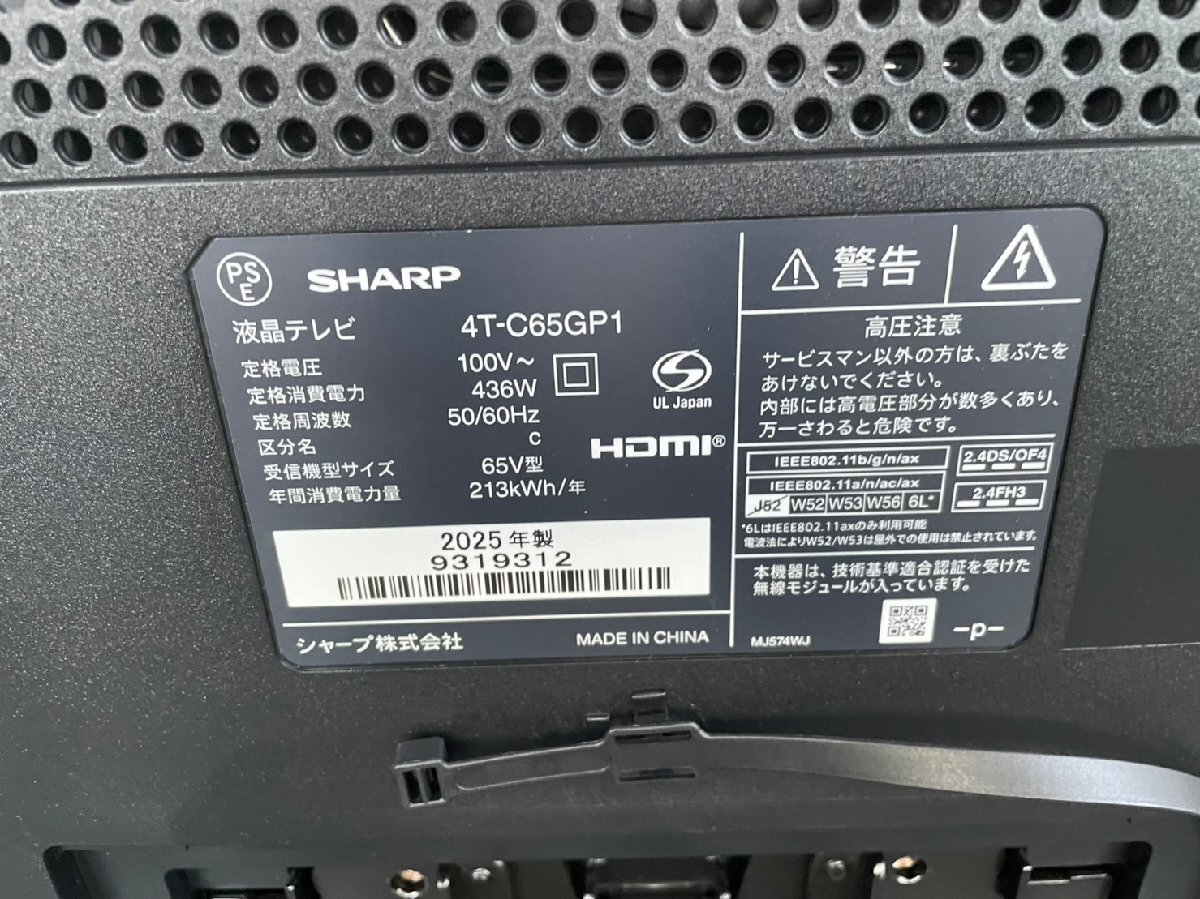 PSE SHARP
液晶テレビ 4T-C65GP1
定格電圧 100V～
定格消費電力 436W
定格周波数 50/60Hz
区分名 c
受信機型サイズ 65V型
年間消費電力量 213kWh/年
UL Japan
HDMI®
2025 年製
9319312
シャープ株式会社 MADE IN CHINA
警告
高圧注意
サービスマン以外の方は、裏ぶたを
あけないでください。
内部には高電圧部分が数多くあり、
万一さわると危険です。
IEEE802.11b/g/n/ax
IEEE802.11a/n/ac/ax
J52 W52 W53 W56 6L*
2.4DS/OF4
2.4FH3
*6LはIEEE802.11axのみ利用可能
電波法によりW52/W53は屋外での使用は禁止されています。
本機器は、技術基準適合認証を受けた
無線モジュールが入っています。
MJ574WJ -p-